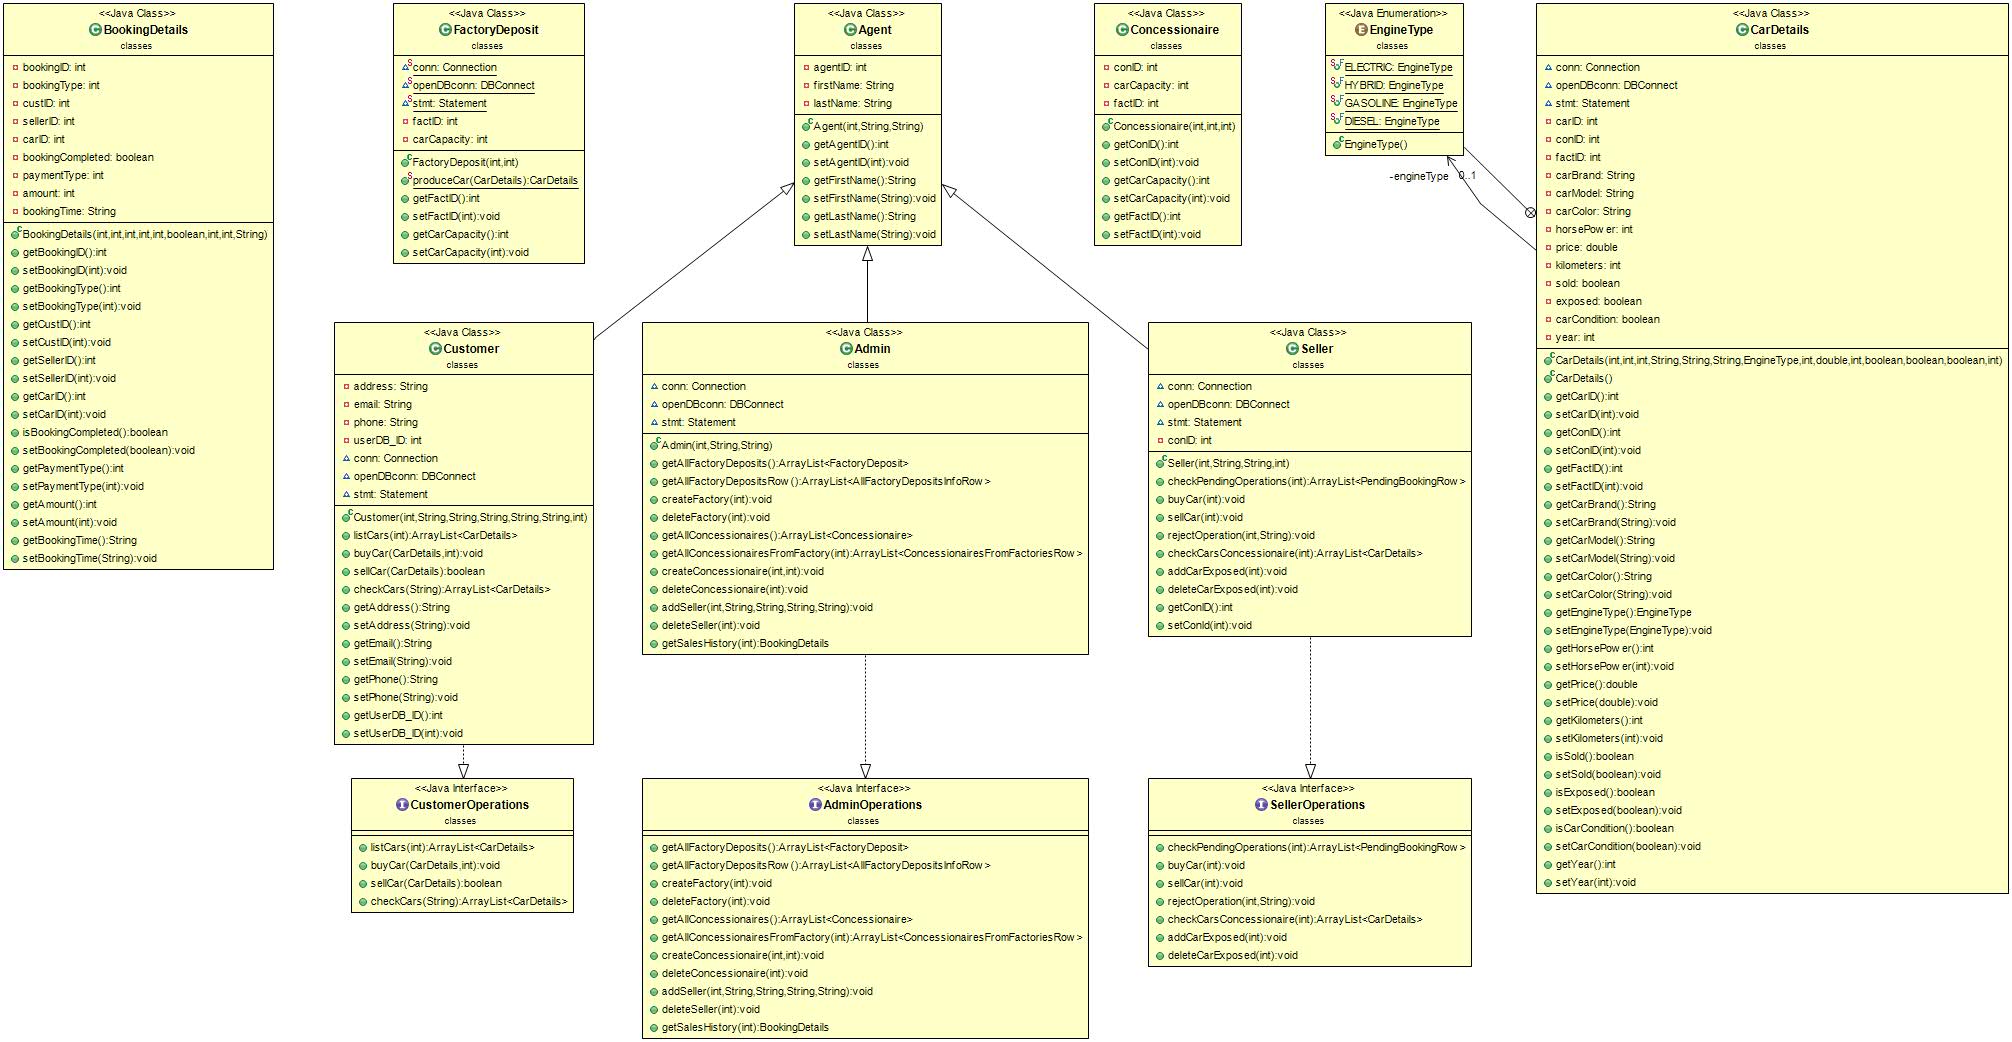 <<Java Class>>
BookingDetails
classes
bookingID: int
bookingType: int
custID: int
sellerID: int
carID: int
bookingCompleted: boolean
paymentType: int
amount: int
bookingTime: String
BookingDetails(int,int,int,int,int,boolean,int,int,String)
getBookingID():int
setBookingID(int):void
getBookingType():int
setBookingType(int):void
getCustID():int
setCustID(int):void
getSellerID():int
setSellerID(int):void
getCarID():int
setCarID(int):void
isBookingCompleted():boolean
setBookingCompleted(boolean):void
getPaymentType():int
setPaymentType(int):void
getAmount():int
setAmount(int):void
getBookingTime():String
setBookingTime(String):void
<<Java Class>>
FactoryDeposit
classes
conn: Connection
openDBconn: DBConnect
stmt: Statement
factID: int
carCapacity: int
FactoryDeposit(int,int)
produceCar(CarDetails):CarDetails
getFactID():int
setFactID(int):void
getCarCapacity():int
setCarCapacity(int):void
<<Java Class>>
Agent
classes
agentID: int
firstName: String
lastName: String
Agent(int,String,String)
getAgentID():int
setAgentID(int):void
getFirstName():String
setFirstName(String):void
getLastName():String
setLastName(String):void
<<Java Class>>
Concessionaire
classes
conID: int
carCapacity: int
factID: int
Concessionaire(int,int,int)
getConID():int
setConID(int):void
getCarCapacity():int
setCarCapacity(int):void
getFactID():int
setFactID(int):void
<<Java Enumeration>>
EngineType
classes
ELECTRIC: EngineType
HYBRID: EngineType
GASOLINE: EngineType
DIESEL: EngineType
EngineType()
-engineType 0..1
<<Java Class>>
CarDetails
classes
conn: Connection
openDBconn: DBConnect
stmt: Statement
carID: int
conID: int
factID: int
carBrand: String
carModel: String
carColor: String
horsePower: int
price: double
kilometers: int
sold: boolean
exposed: boolean
carCondition: boolean
year: int
CarDetails(int,int,int,String,String,String,EngineType,int,double,int,boolean,boolean,boolean,int)
CarDetails()
getCarID():int
setCarID(int):void
getConID():int
setConID(int):void
getFactID():int
setFactID(int):void
getCarBrand():String
setCarBrand(String):void
getCarModel():String
setCarModel(String):void
getCarColor():String
setCarColor(String):void
getEngineType():EngineType
setEngineType(EngineType):void
getHorsePower():int
setHorsePower(int):void
getPrice():double
setPrice(double):void
getKilometers():int
setKilometers(int):void
isSold():boolean
setSold(boolean):void
isExposed():boolean
setExposed(boolean):void
isCarCondition():boolean
setCarCondition(boolean):void
getYear():int
setYear(int):void
<<Java Class>>
Customer
classes
address: String
email: String
phone: String
userDB_ID: int
conn: Connection
openDBconn: DBConnect
stmt: Statement
Customer(int,String,String,String,String,String,int)
listCars(int):ArrayList<CarDetails>
buyCar(CarDetails,int):void
sellCar(CarDetails):boolean
checkCars(String):ArrayList<CarDetails>
getAddress():String
setAddress(String):void
getEmail():String
setEmail(String):void
getPhone():String
setPhone(String):void
getUserDB_ID():int
setUserDB_ID(int):void
<<Java Class>>
Admin
classes
conn: Connection
openDBconn: DBConnect
stmt: Statement
Admin(int,String,String)
getAllFactoryDeposits():ArrayList<FactoryDeposit>
getAllFactoryDepositsRow():ArrayList<AllFactoryDepositsInfoRow>
createFactory(int):void
deleteFactory(int):void
getAllConcessionaires():ArrayList<Concessionaire>
getAllConcessionairesFromFactory(int):ArrayList<ConcessionairesFromFactoriesRow>
createConcessionaire(int,int):void
deleteConcessionaire(int):void
addSeller(int,String,String,String,String):void
deleteSeller(int):void
getSalesHistory(int):BookingDetails
<<Java Class>>
Seller
classes
conn: Connection
openDBconn: DBConnect
stmt: Statement
conID: int
Seller(int,String,String,int)
checkPendingOperations(int):ArrayList<PendingBookingRow>
buyCar(int):void
sellCar(int):void
rejectOperation(int,String):void
checkCarsConcessionaire(int):ArrayList<CarDetails>
addCarExposed(int):void
deleteCarExposed(int):void
getConID():int
setConId(int):void
<<Java Interface>>
CustomerOperations
classes
listCars(int):ArrayList<CarDetails>
buyCar(CarDetails,int):void
sellCar(CarDetails):boolean
checkCars(String):ArrayList<CarDetails>
<<Java Interface>>
AdminOperations
classes
getAllFactoryDeposits():ArrayList<FactoryDeposit>
getAllFactoryDepositsRow():ArrayList<AllFactoryDepositsInfoRow>
createFactory(int):void
deleteFactory(int):void
getAllConcessionaires():ArrayList<Concessionaire>
getAllConcessionairesFromFactory(int):ArrayList<ConcessionairesFromFactoriesRow>
createConcessionaire(int,int):void
deleteConcessionaire(int):void
addSeller(int,String,String,String,String):void
deleteSeller(int):void
getSalesHistory(int):BookingDetails
<<Java Interface>>
SellerOperations
classes
checkPendingOperations(int):ArrayList<PendingBookingRow>
buyCar(int):void
sellCar(int):void
rejectOperation(int,String):void
checkCarsConcessionaire(int):ArrayList<CarDetails>
addCarExposed(int):void
deleteCarExposed(int):void